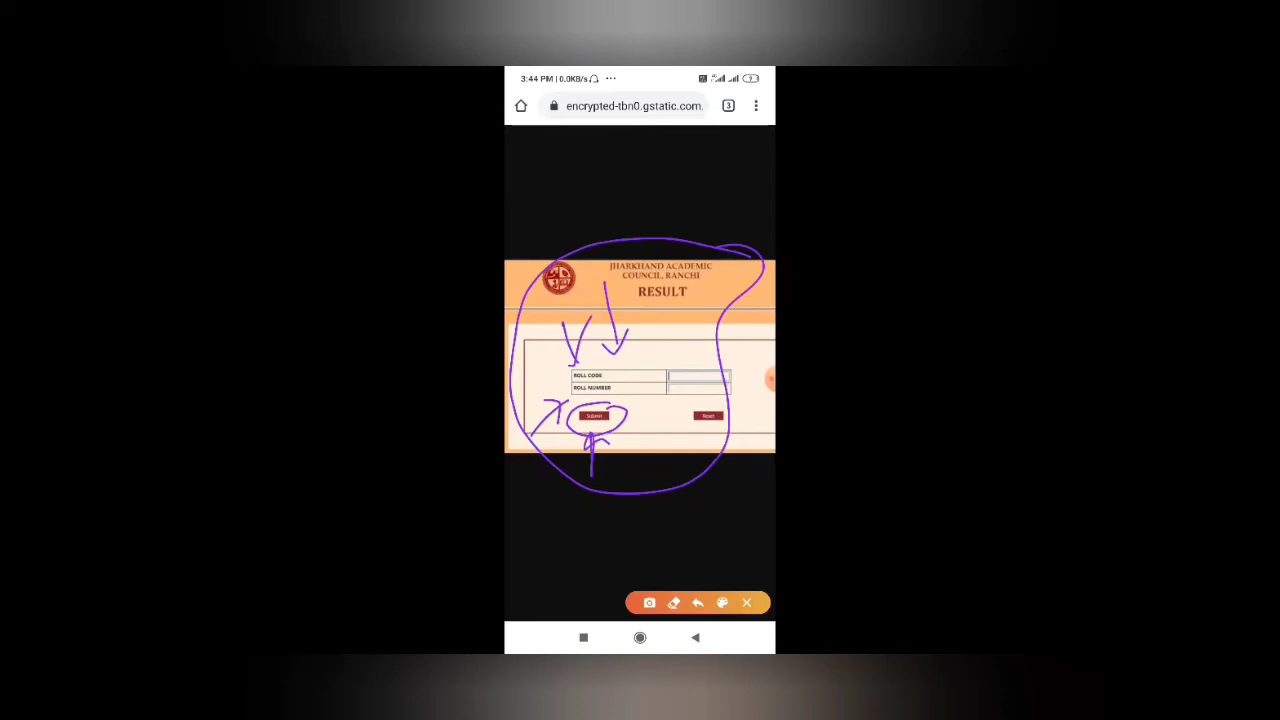 3:44 PM | 0.0KB/s
encrypted-tbn0.gstatic.com.
3
JHARKHAND ACADEMIC
COUNCIL, RANCHI
RESULT
ROLL CODE
ROLL NUMBER
Submit
Reset